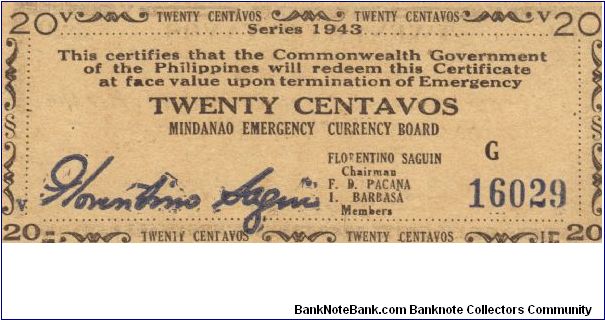 20 V TWENTY CENTAVOS TWENTY CENTAVOS V 20
Series 1943
This certifies that the Commonwealth Government
of the Philippines will redeem this Certificate
at face value upon termination of Emergency
TWENTY CENTAVOS
MINDANAO EMERGENCY CURRENCY BOARD
FLORENTINO SAGUIN G
Chairman
F. D. PACANA
I. BARBASA
Members
16029
Florentino Saguin
V
20 TWENTY CENTAVOS TWENTY CENTAVOS 20
BankNoteBank.com Banknote Collectors Community